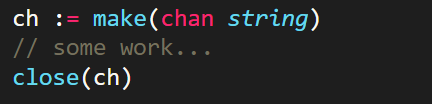 ch := make(chan string)
// some work...
close(ch)